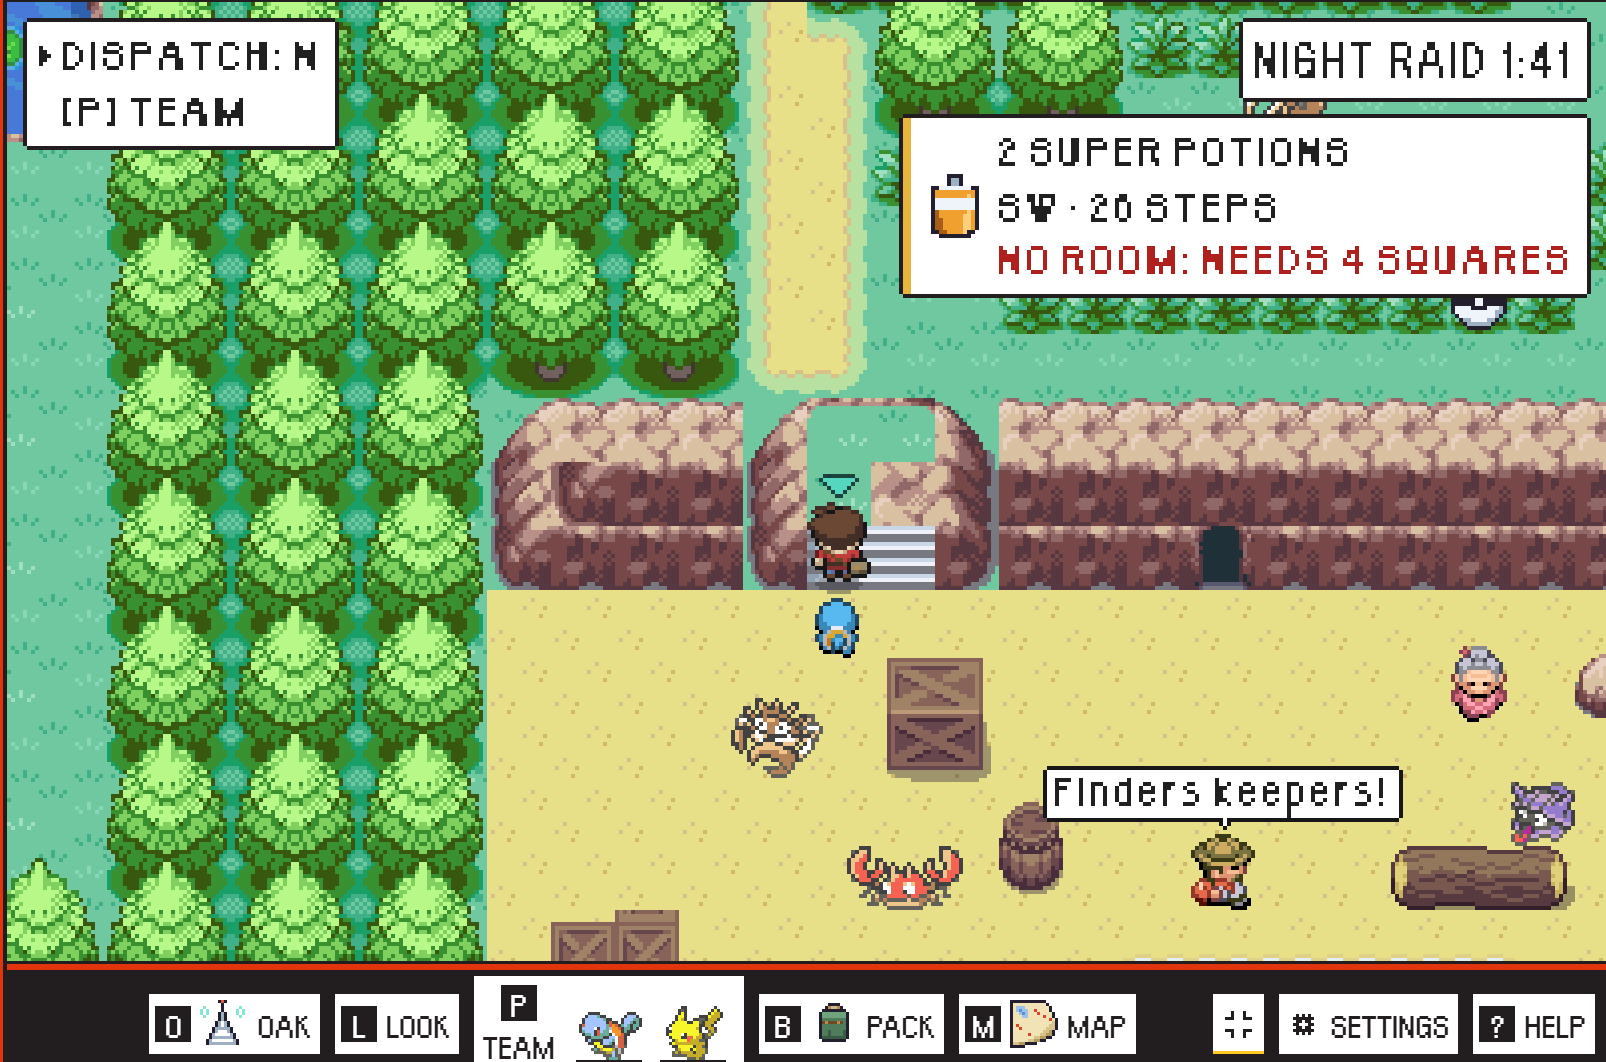 DISPATCH: N
[P] TEAM
NIGHT RAID 1:41
2 SUPER POTIONS
SW · 20 STEPS
NO ROOM: NEEDS 4 SQUARES
Finders keepers!
O OAK
L LOOK
P TEAM
B PACK
M MAP
# SETTINGS
? HELP